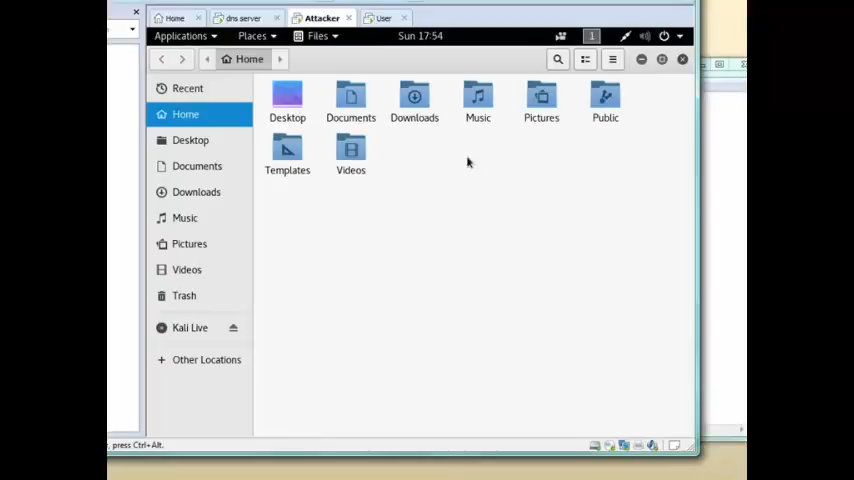 Home dns server Attacker User
Applications Places Files Sun 17:54 1
Home
Recent
Home
Desktop
Documents
Downloads
Music
Pictures
Videos
Trash
Kali Live
Other Locations
Desktop Documents Downloads Music Pictures Public
Templates Videos
, press Ctrl+Alt.